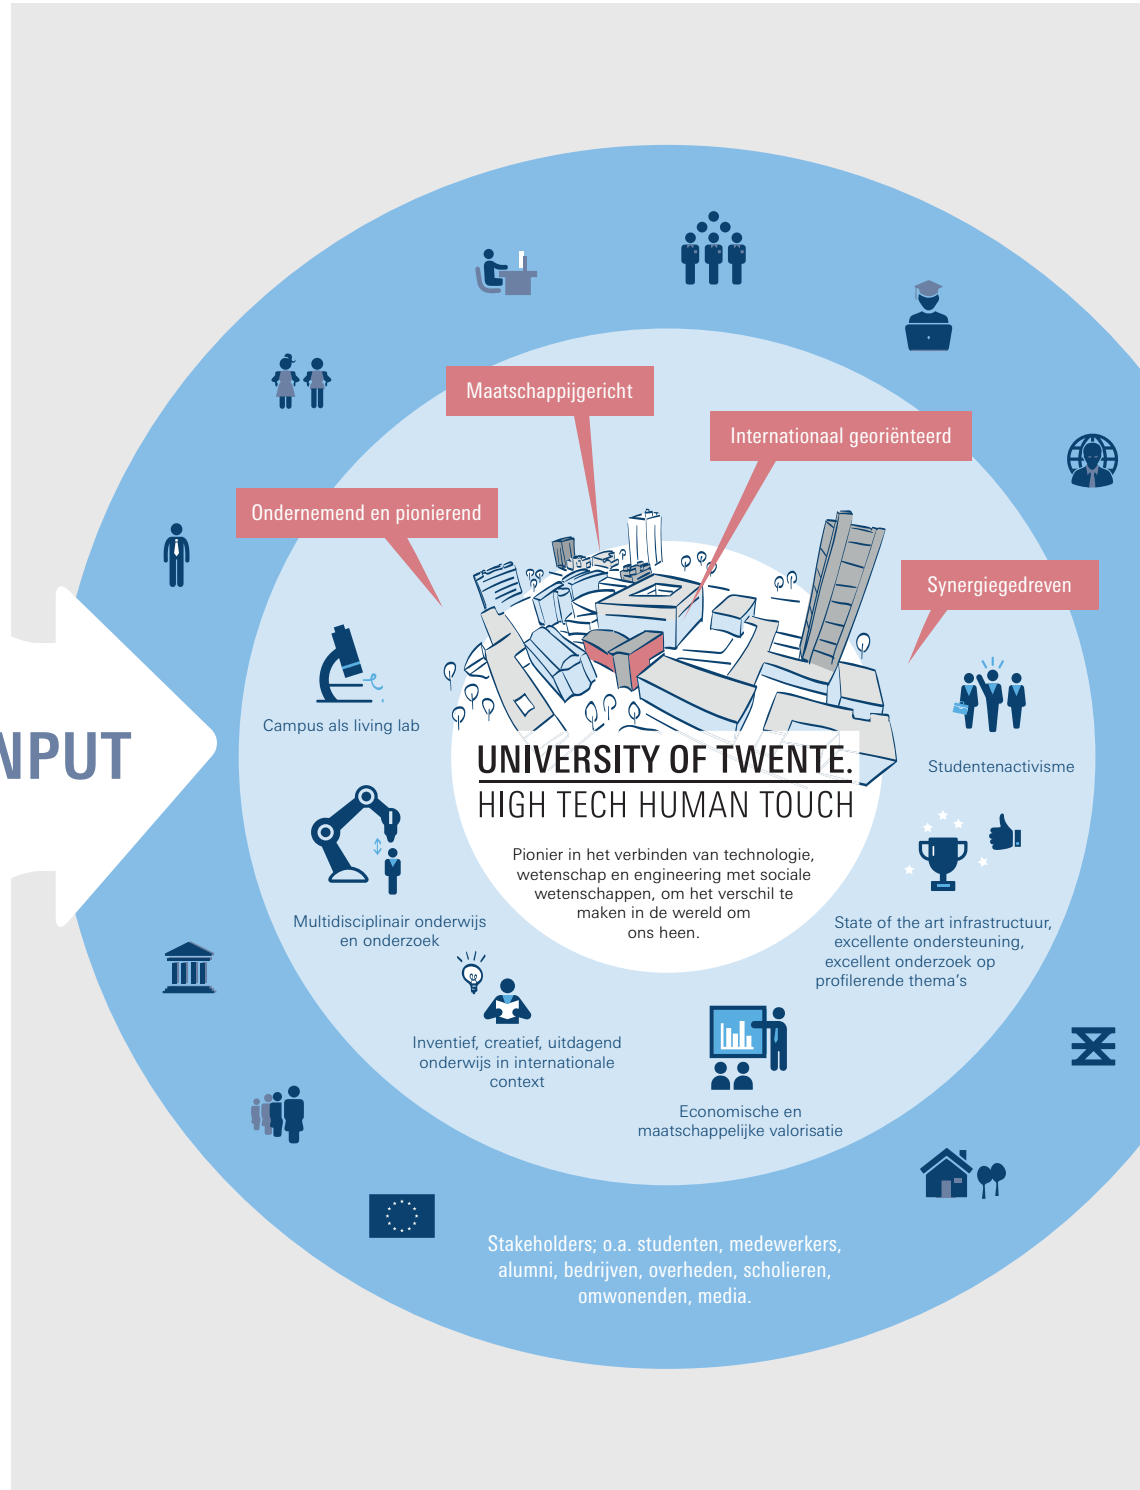 Maatschappijgericht
Internationaal georiënteerd
Ondernemend en pionierend
Synergiegedreven
Campus als living lab
NPUT
UNIVERSITY OF TWENTE.
HIGH TECH HUMAN TOUCH
Studentenactivisme
Pionier in het verbinden van technologie,
wetenschap en engineering met sociale
wetenschappen, om het verschil te
maken in de wereld om
ons heen.
Multidisciplinair onderwijs
en onderzoek
State of the art infrastructuur,
excellente ondersteuning,
excellent onderzoek op
profilerende thema's
Inventief, creatief, uitdagend
onderwijs in internationale
context
Economische en
maatschappelijke valorisatie
Stakeholders; o.a. studenten, medewerkers,
alumni, bedrijven, overheden, scholieren,
omwonenden, media.